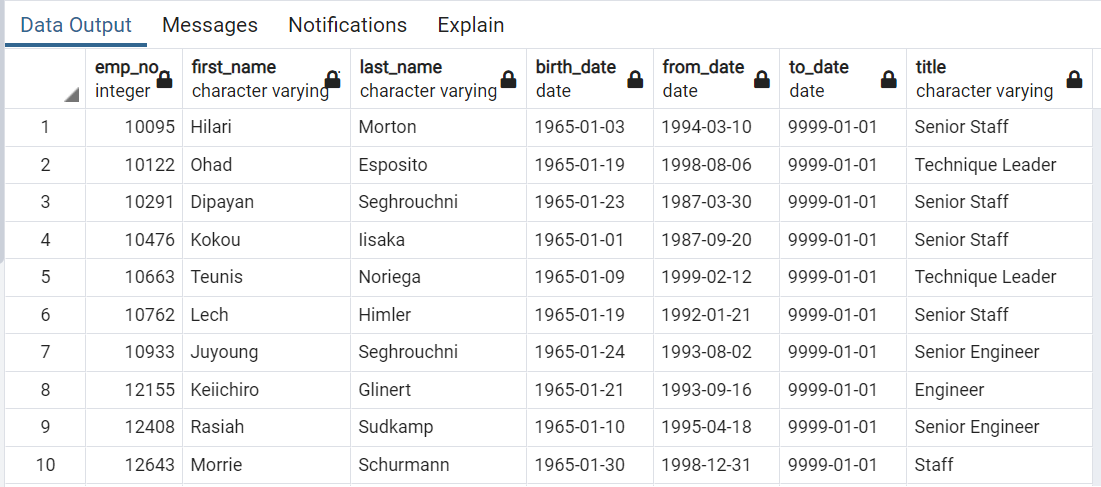 Data Output Messages Notifications Explain
emp_no first_name last_name birth_date from_date to_date title
integer character varying character varying date date date character varying
1 10095 Hilari Morton 1965-01-03 1994-03-10 9999-01-01 Senior Staff
2 10122 Ohad Esposito 1965-01-19 1998-08-06 9999-01-01 Technique Leader
3 10291 Dipayan Seghrouchni 1965-01-23 1987-03-30 9999-01-01 Senior Staff
4 10476 Kokou Iisaka 1965-01-01 1987-09-20 9999-01-01 Senior Staff
5 10663 Teunis Noriega 1965-01-09 1999-02-12 9999-01-01 Technique Leader
6 10762 Lech Himler 1965-01-19 1992-01-21 9999-01-01 Senior Staff
7 10933 Juyoung Seghrouchni 1965-01-24 1993-08-02 9999-01-01 Senior Engineer
8 12155 Keiichiro Glinert 1965-01-21 1993-09-16 9999-01-01 Engineer
9 12408 Rasiah Sudkamp 1965-01-10 1995-04-18 9999-01-01 Senior Engineer
10 12643 Morrie Schurmann 1965-01-30 1998-12-31 9999-01-01 Staff